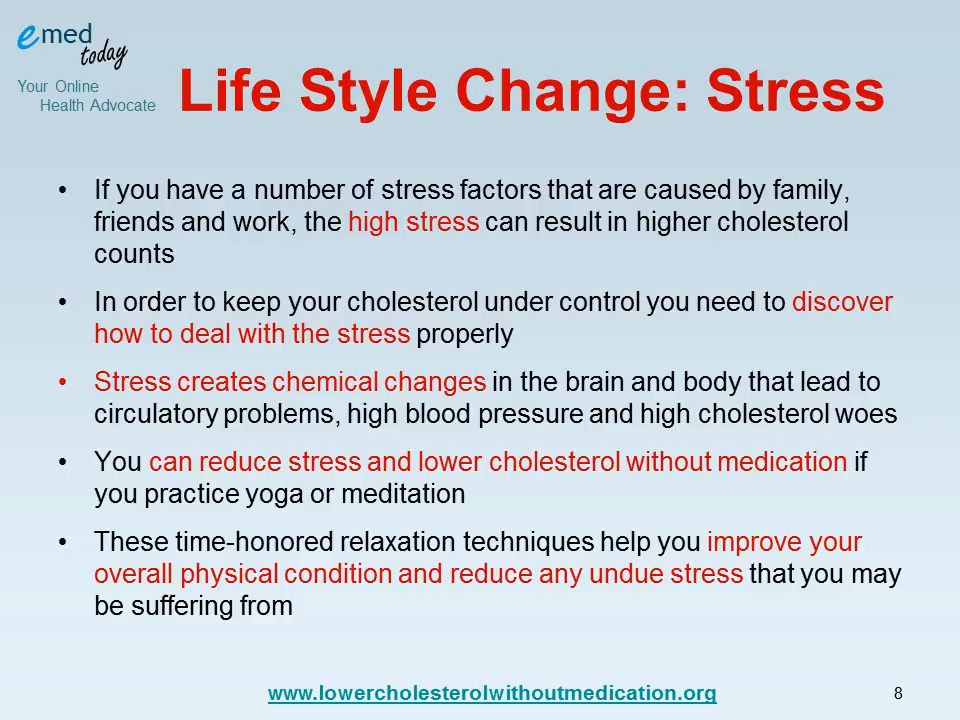 emed
today
Your Online
Health Advocate
Life Style Change: Stress
• If you have a number of stress factors that are caused by family,
friends and work, the high stress can result in higher cholesterol
counts
• In order to keep your cholesterol under control you need to discover
how to deal with the stress properly
• Stress creates chemical changes in the brain and body that lead to
circulatory problems, high blood pressure and high cholesterol woes
• You can reduce stress and lower cholesterol without medication if
you practice yoga or meditation
• These time-honored relaxation techniques help you improve your
overall physical condition and reduce any undue stress that you may
be suffering from
www.lowercholesterolwithoutmedication.org
8